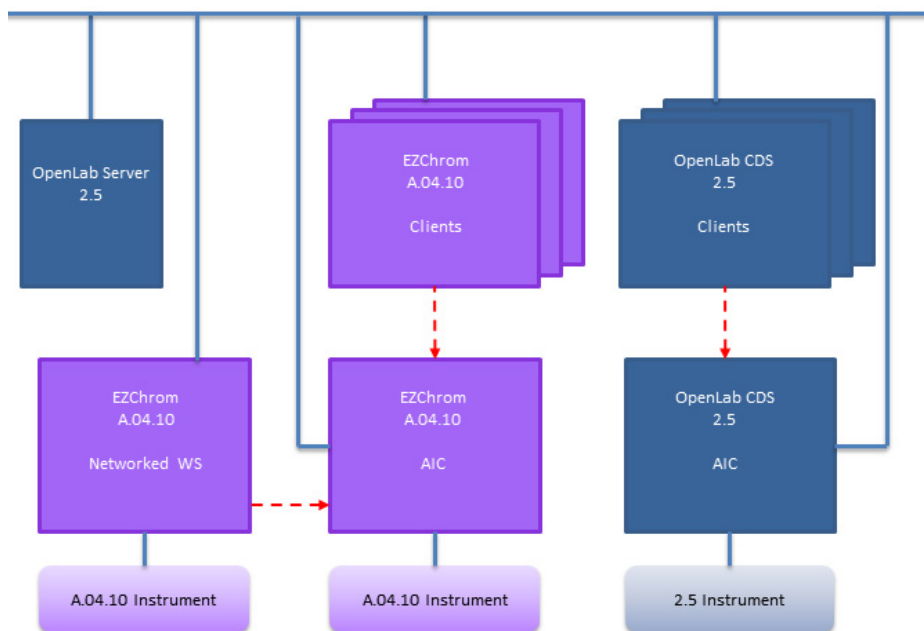 OpenLab Server
2.5
EZChrom
A.04.10
Clients
OpenLab CDS
2.5
Clients
EZChrom
A.04.10
Networked WS
EZChrom
A.04.10
AIC
OpenLab CDS
2.5
AIC
A.04.10 Instrument
A.04.10 Instrument
2.5 Instrument